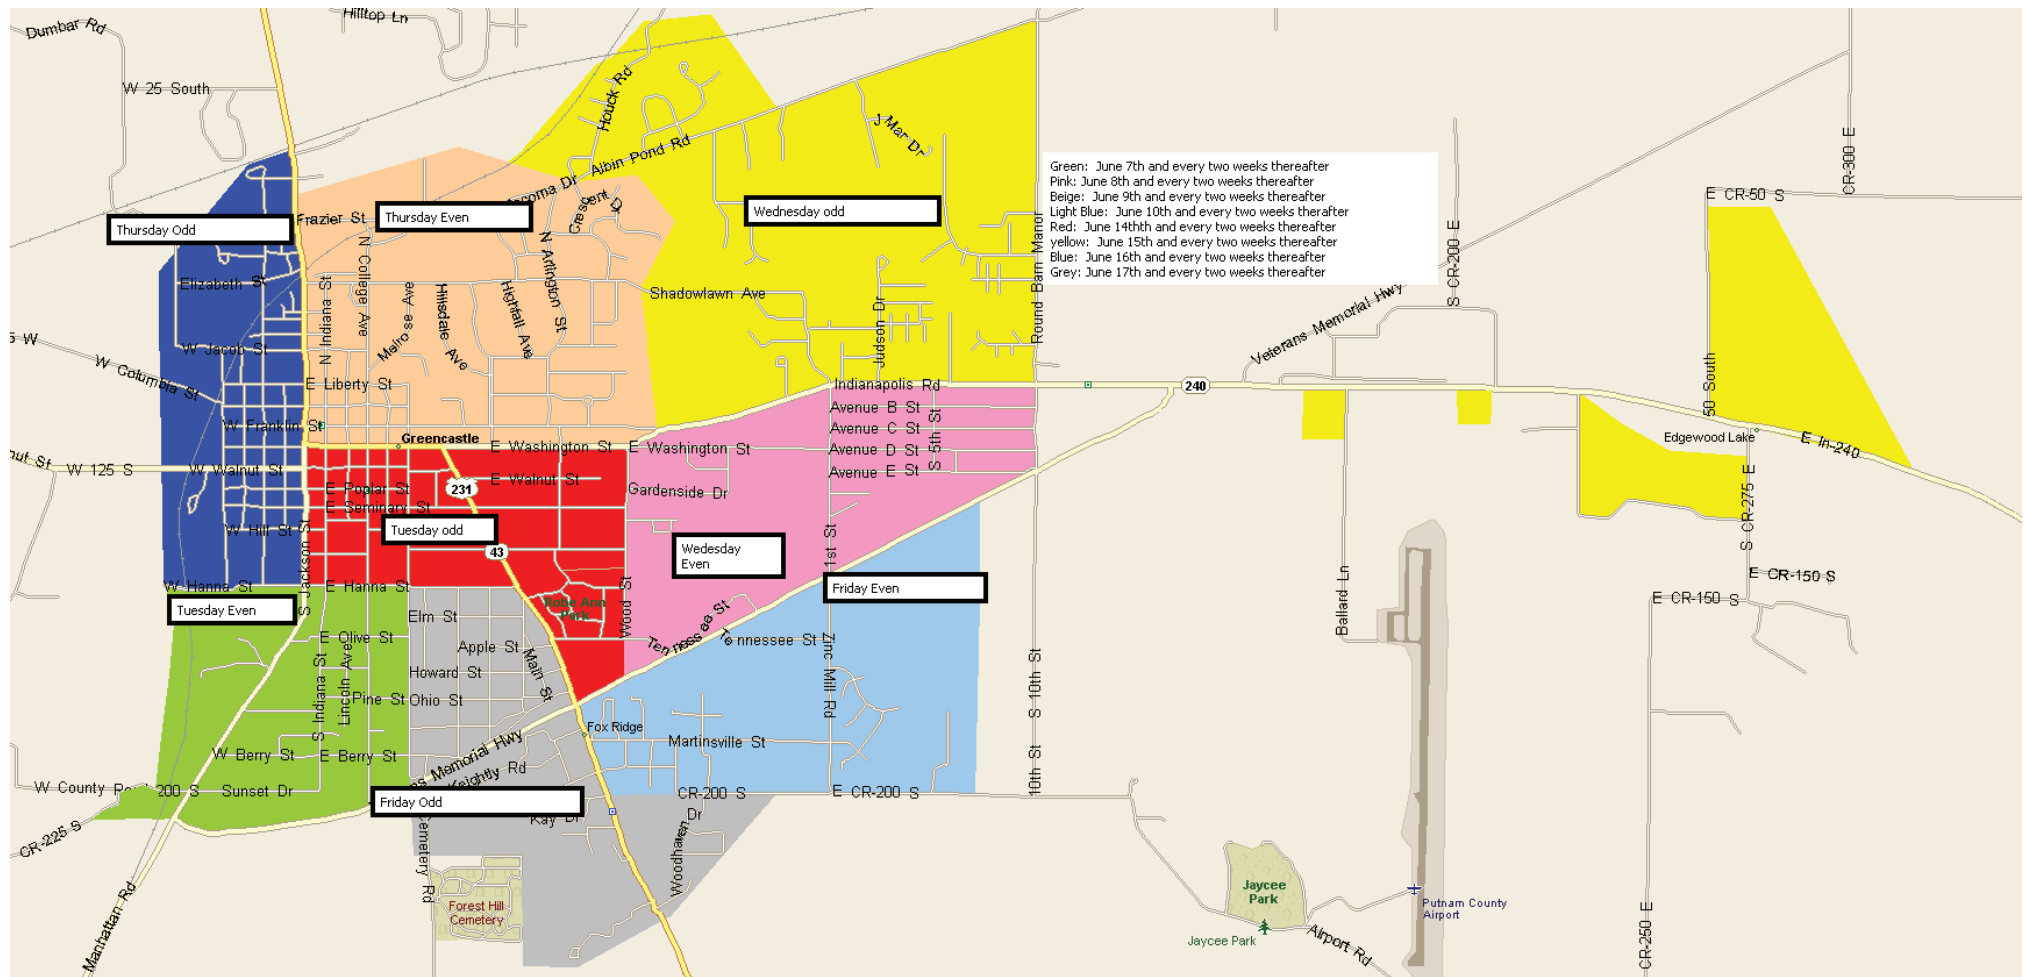 Dumbar Rd
Hilltop Ln
W 25 South
Houck Rd
J Mar Dr
Albin Pond Rd
CR-300 E
Green: June 7th and every two weeks thereafter
Pink: June 8th and every two weeks thereafter
Beige: June 9th and every two weeks thereafter
Light Blue: June 10th and every two weeks therafter
Red: June 14thth and every two weeks thereafter
yellow: June 15th and every two weeks thereafter
Blue: June 16th and every two weeks thereafter
Grey: June 17th and every two weeks thereafter
E CR-50 S
Thursday Odd
Frazier St
Thursday Even
Crescent
Wednesday odd
N College Ave
N Arlington St
Round Barn Manor
S CR-200 E
Elizabeth St
N Indiana St
Melrose Ave
Hillsdale Ave
Highfall Ave
Shadowlawn Ave
Judson Dr
Veterans Memorial Hwy
W Jacob St
W Columbia St
E Liberty St
Indianapolis Rd
240
50 South
Avenue B St
W Franklin St
Avenue C St
S 5th St
Greencastle
E Washington St
E Washington St
Avenue D St
Edgewood Lake
E In-240
W 125 S
W Walnut St
Avenue E St
E Walnut St
231
E Poplar St
Gardenside Dr
E Seminary St
S CR-275 E
W Hill St
Tuesday odd
43
1st St
Wedesday
Even
S Jackson St
W Hanna St
E Hanna St
Friday Even
E CR-150 S
Tuesday Even
Robe Ann
Park
Wood St
E CR-150 S
Elm St
Ballard Ln
E Olive St
Apple St
Tennessee St
Tennessee St
Main St
Zinc Mill Rd
S Indiana St
Lincoln Ave
Howard St
Pine St
Ohio St
S 10th St
Fox Ridge
Martinsville St
W Berry St
E Berry St
Memorial Hwy
Keightly Rd
10th St
W County
200 S
Sunset Dr
CR-200 S
E CR-200 S
Friday Odd
Kay Dr
CR-225 S
Cemetery Rd
Woodhaven Dr
Manhattan Rd
Forest Hill
Cemetery
Jaycee
Park
Putnam County
Airport
Jaycee Park
Airport Rd
CR-250 E